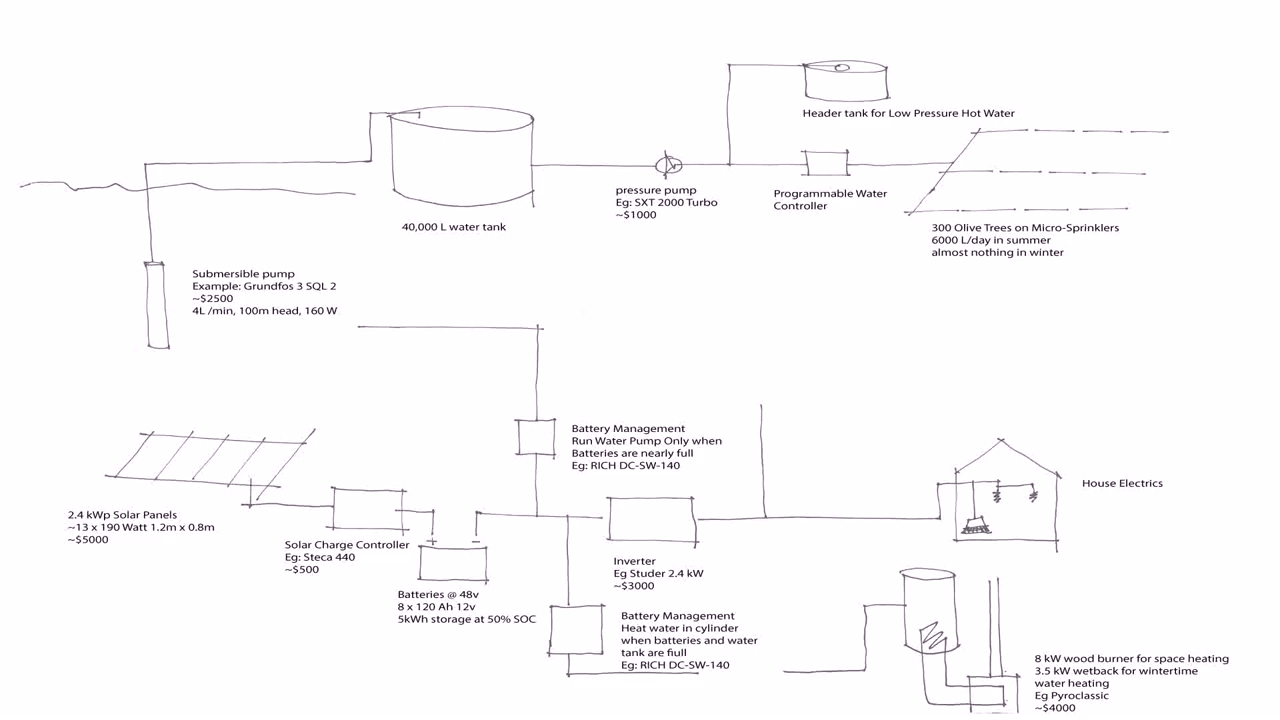 Header tank for Low Pressure Hot Water
pressure pump
Eg: SXT 2000 Turbo
~$1000
Programmable Water
Controller
40,000 L water tank
300 Olive Trees on Micro-Sprinklers
6000 L/day in summer
almost nothing in winter
Submersible pump
Example: Grundfos 3 SQL 2
~$2500
4L /min, 100m head, 160 W
Battery Management
Run Water Pump Only when
Batteries are nearly full
Eg: RICH DC-SW-140
House Electrics
2.4 kWp Solar Panels
~13 x 190 Watt 1.2m x 0.8m
~$5000
Solar Charge Controller
Eg: Steca 440
~$500
+ –
Batteries @ 48v
8 x 120 Ah 12v
5kWh storage at 50% SOC
Inverter
Eg Studer 2.4 kW
~$3000
Battery Management
Heat water in cylinder
when batteries and water
tank are fiull
Eg: RICH DC-SW-140
8 kW wood burner for space heating
3.5 kW wetback for wintertime
water heating
Eg Pyroclassic
~$4000